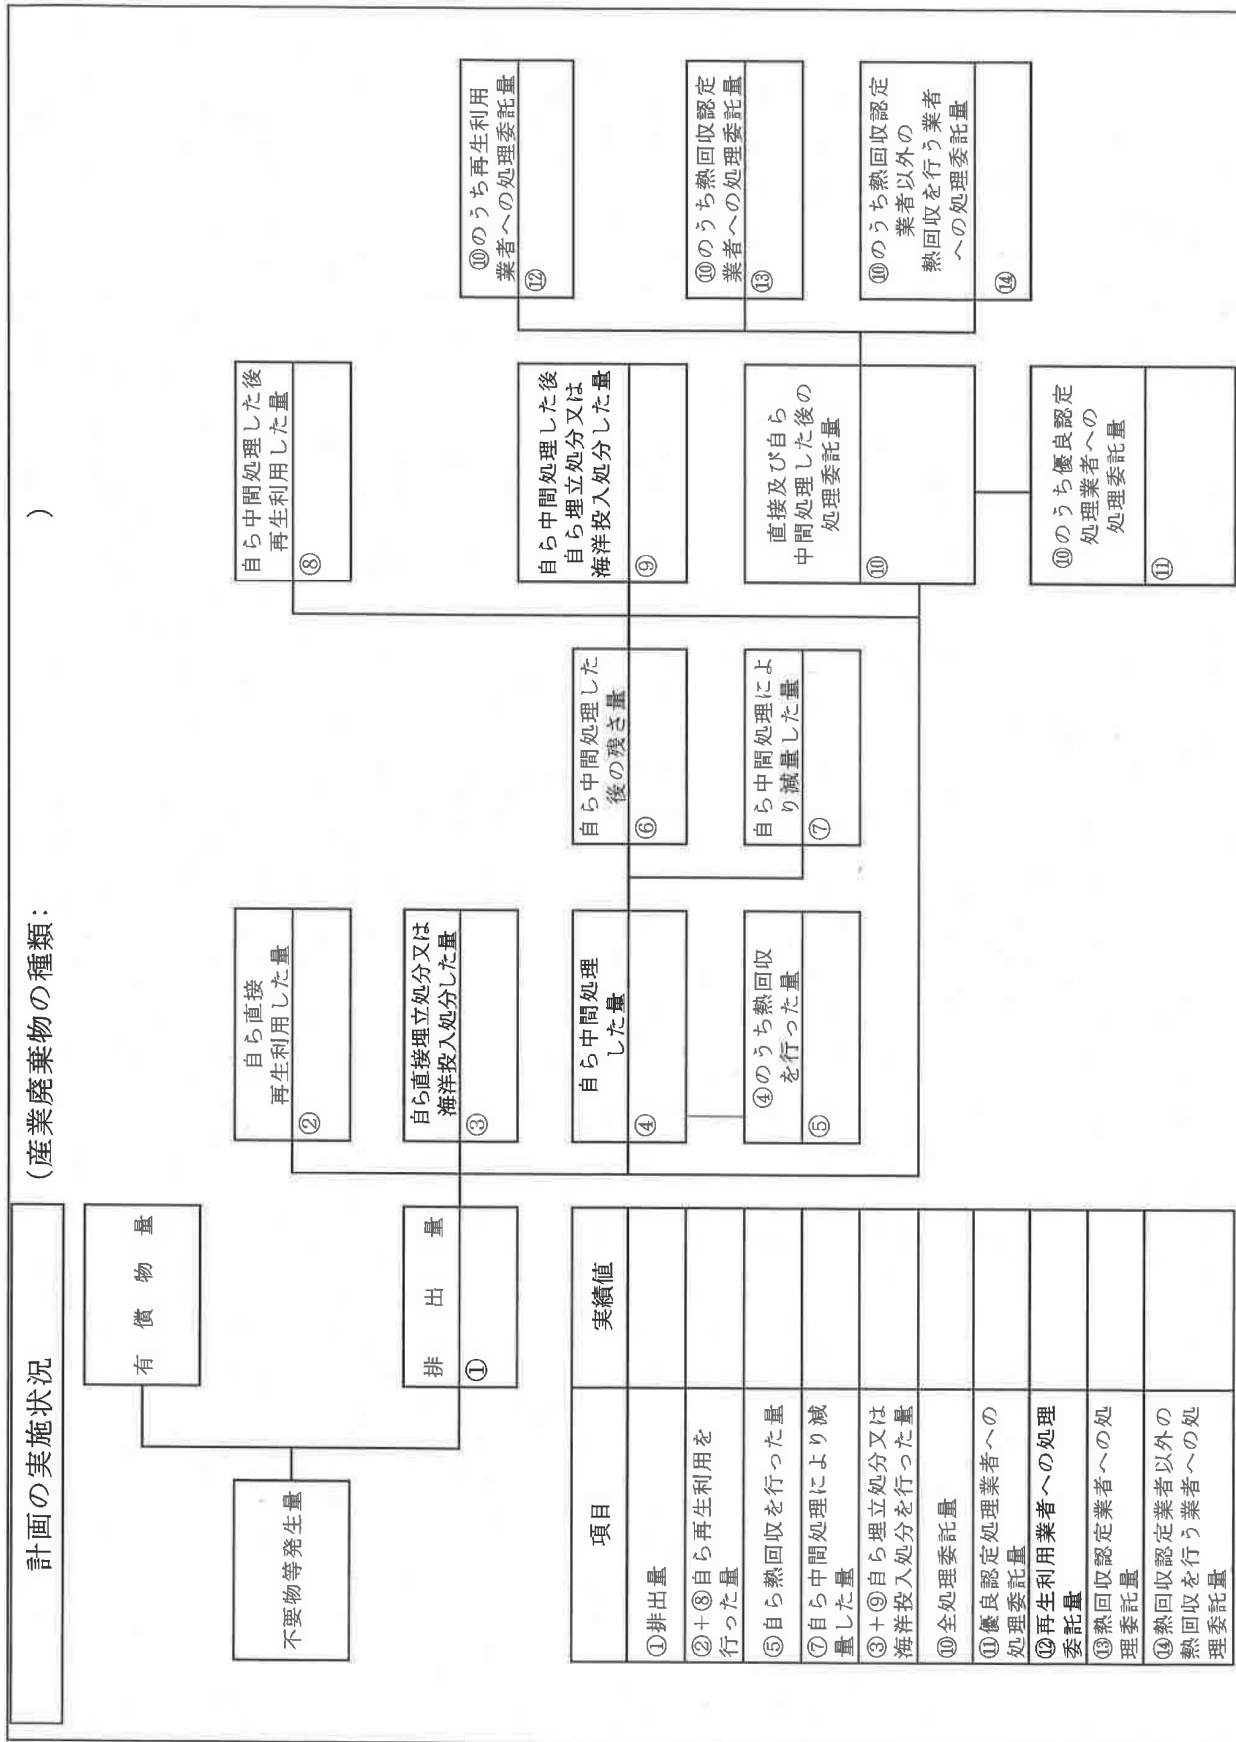 計画の実施状況
(産業廃棄物の種類:　　　　　)
有償物量
不要物等発生量
排出量
①
自ら直接
再生利用した量
②
自ら直接埋立処分又は
海洋投入処分した量
③
自ら中間処理
した量
④
④のうち熱回収
を行った量
⑤
自ら中間処理した
後の残さ量
⑥
自ら中間処理によ
り減量した量
⑦
自ら中間処理した後
再生利用した量
⑧
自ら中間処理した後
自ら埋立処分又は
海洋投入処分した量
⑨
直接及び自ら
中間処理した後の
処理委託量
⑩
⑩のうち優良認定
処理業者への
処理委託量
⑪
⑩のうち再生利用
業者への処理委託量
⑫
⑩のうち熱回収認定
業者への処理委託量
⑬
⑩のうち熱回収認定
業者以外の
熱回収を行う業者
への処理委託量
⑭
項目　実績値
①排出量
②+⑧自ら再生利用を
行った量
⑤自ら熱回収を行った量
⑦自ら中間処理により減
量した量
③+⑨自ら埋立処分又は
海洋投入処分を行った量
⑩全処理委託量
⑪優良認定処理業者への
処理委託量
⑫再生利用業者への処理
委託量
⑬熱回収認定業者への処
理委託量
⑭熱回収認定業者以外の
熱回収を行う業者への処
理委託量